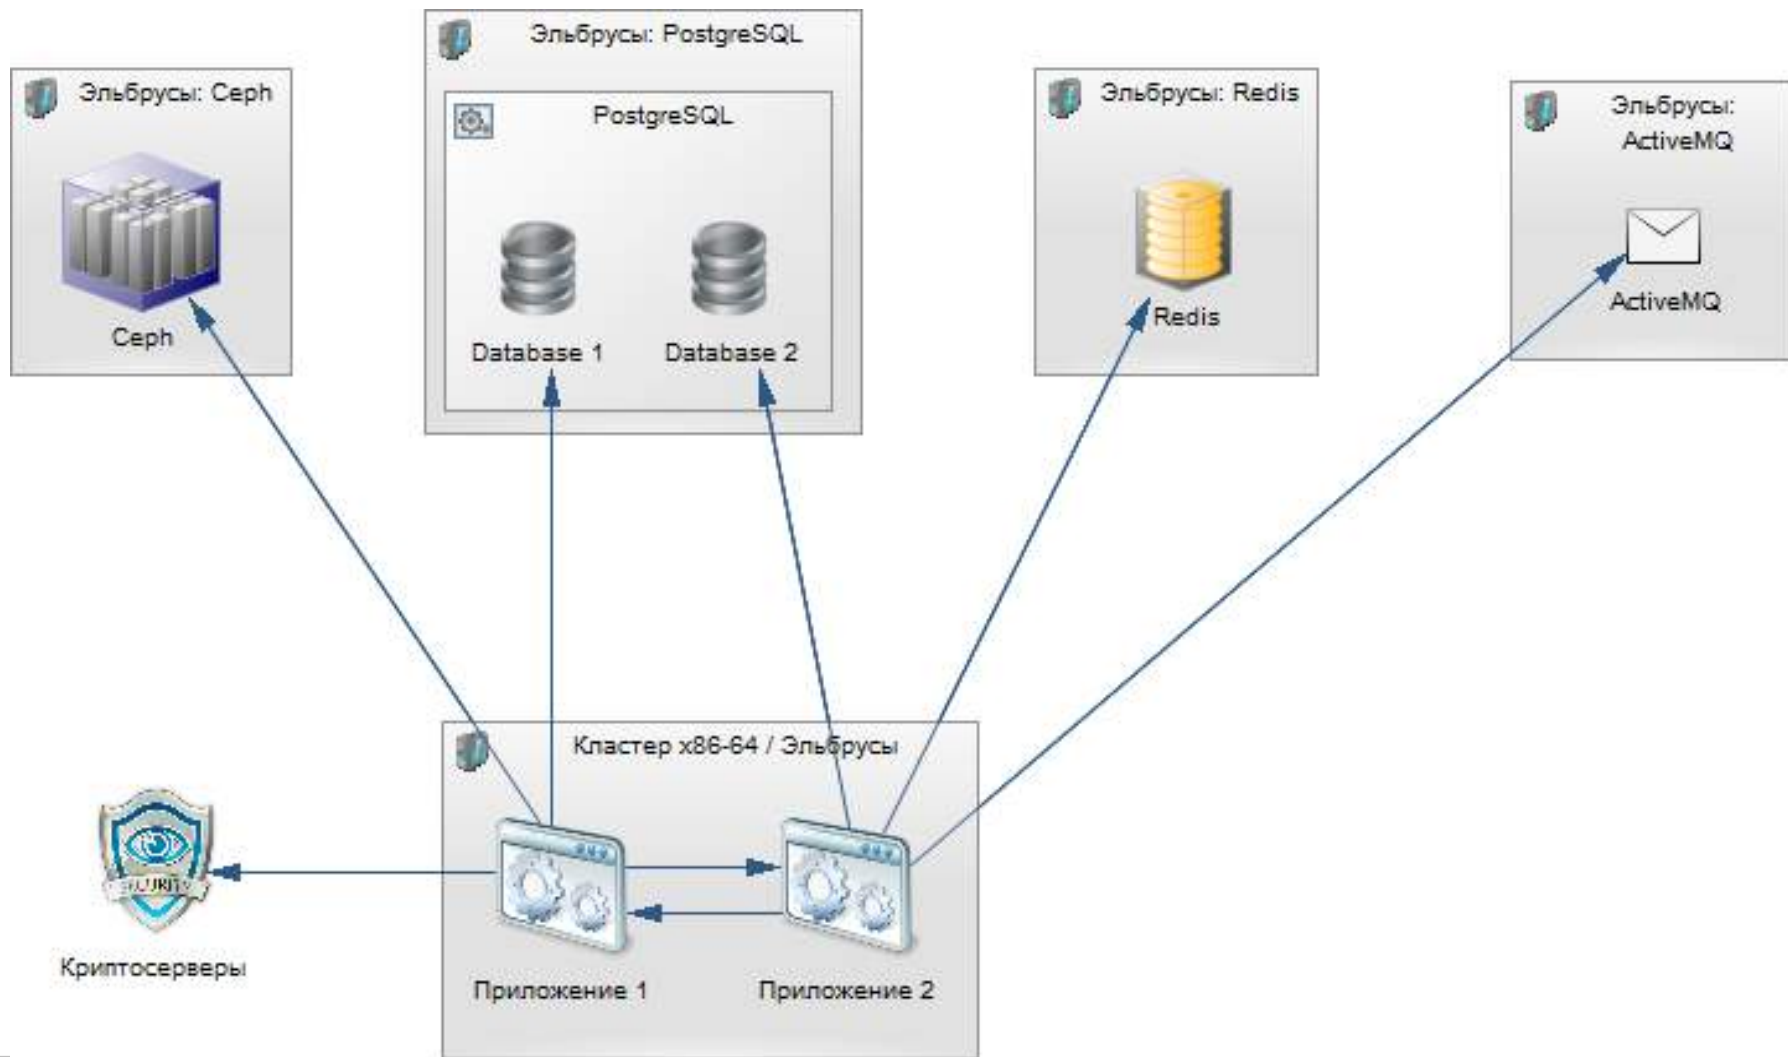 Эльбрусы: PostgreSQL
Эльбрусы: Ceph
PostgreSQL
Эльбрусы: Redis
Эльбрусы:
ActiveMQ
Ceph
Database 1
Database 2
Redis
ActiveMQ
Кластер x86-64 / Эльбрусы
SECURITY
Криптосерверы
Приложение 1
Приложение 2